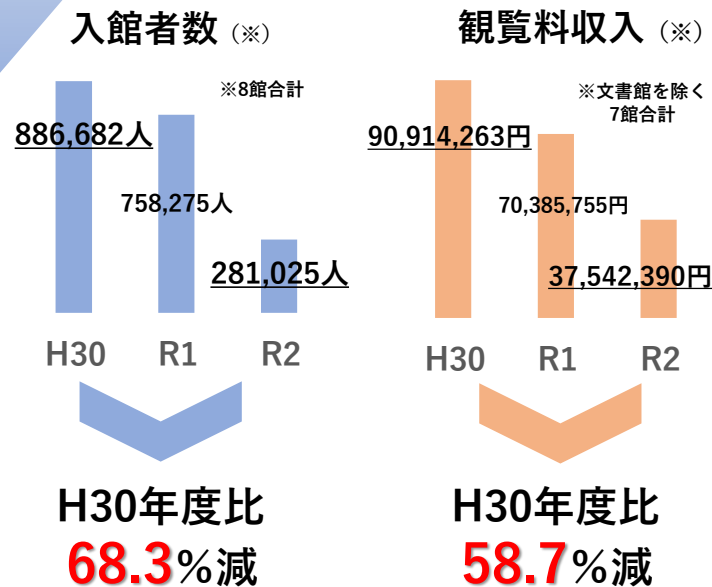 入館者数（※）
※8館合計
886,682人
758,275人
281,025人
H30 R1 R2
H30年度比
68.3%減
観覧料収入（※）
※文書館を除く
7館合計
90,914,263円
70,385,755円
37,542,390円
H30 R1 R2
H30年度比
58.7%減